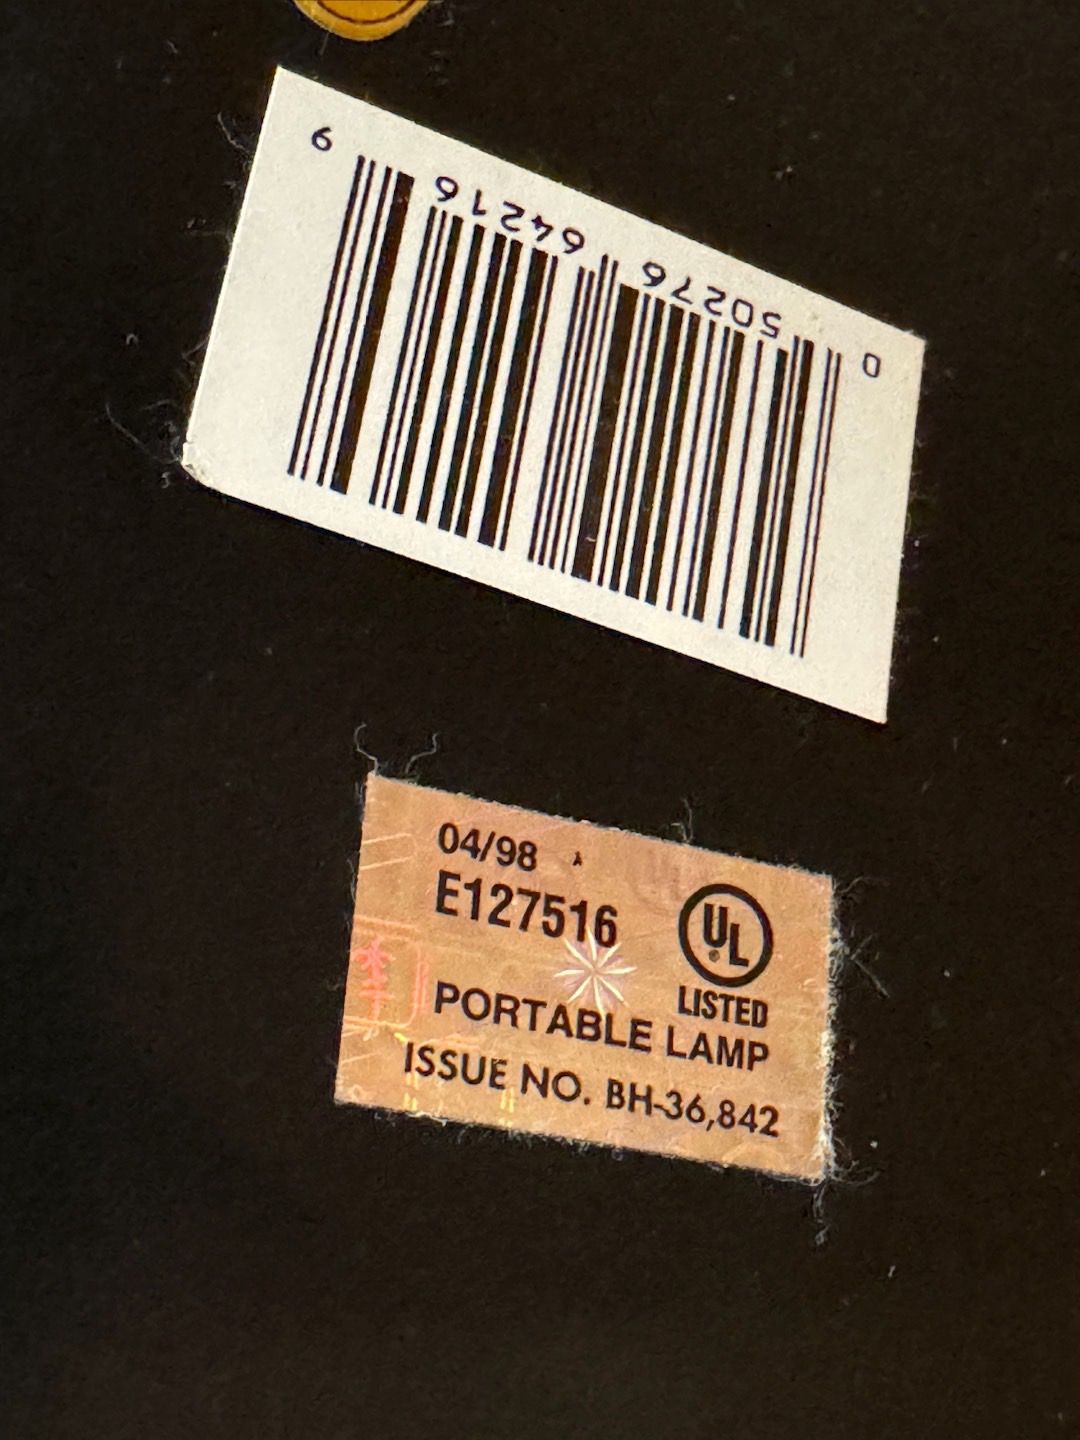 0 50276 64216 9
04/98 A
E127516
UL
LISTED
PORTABLE LAMP
ISSUE NO. BH-36,842